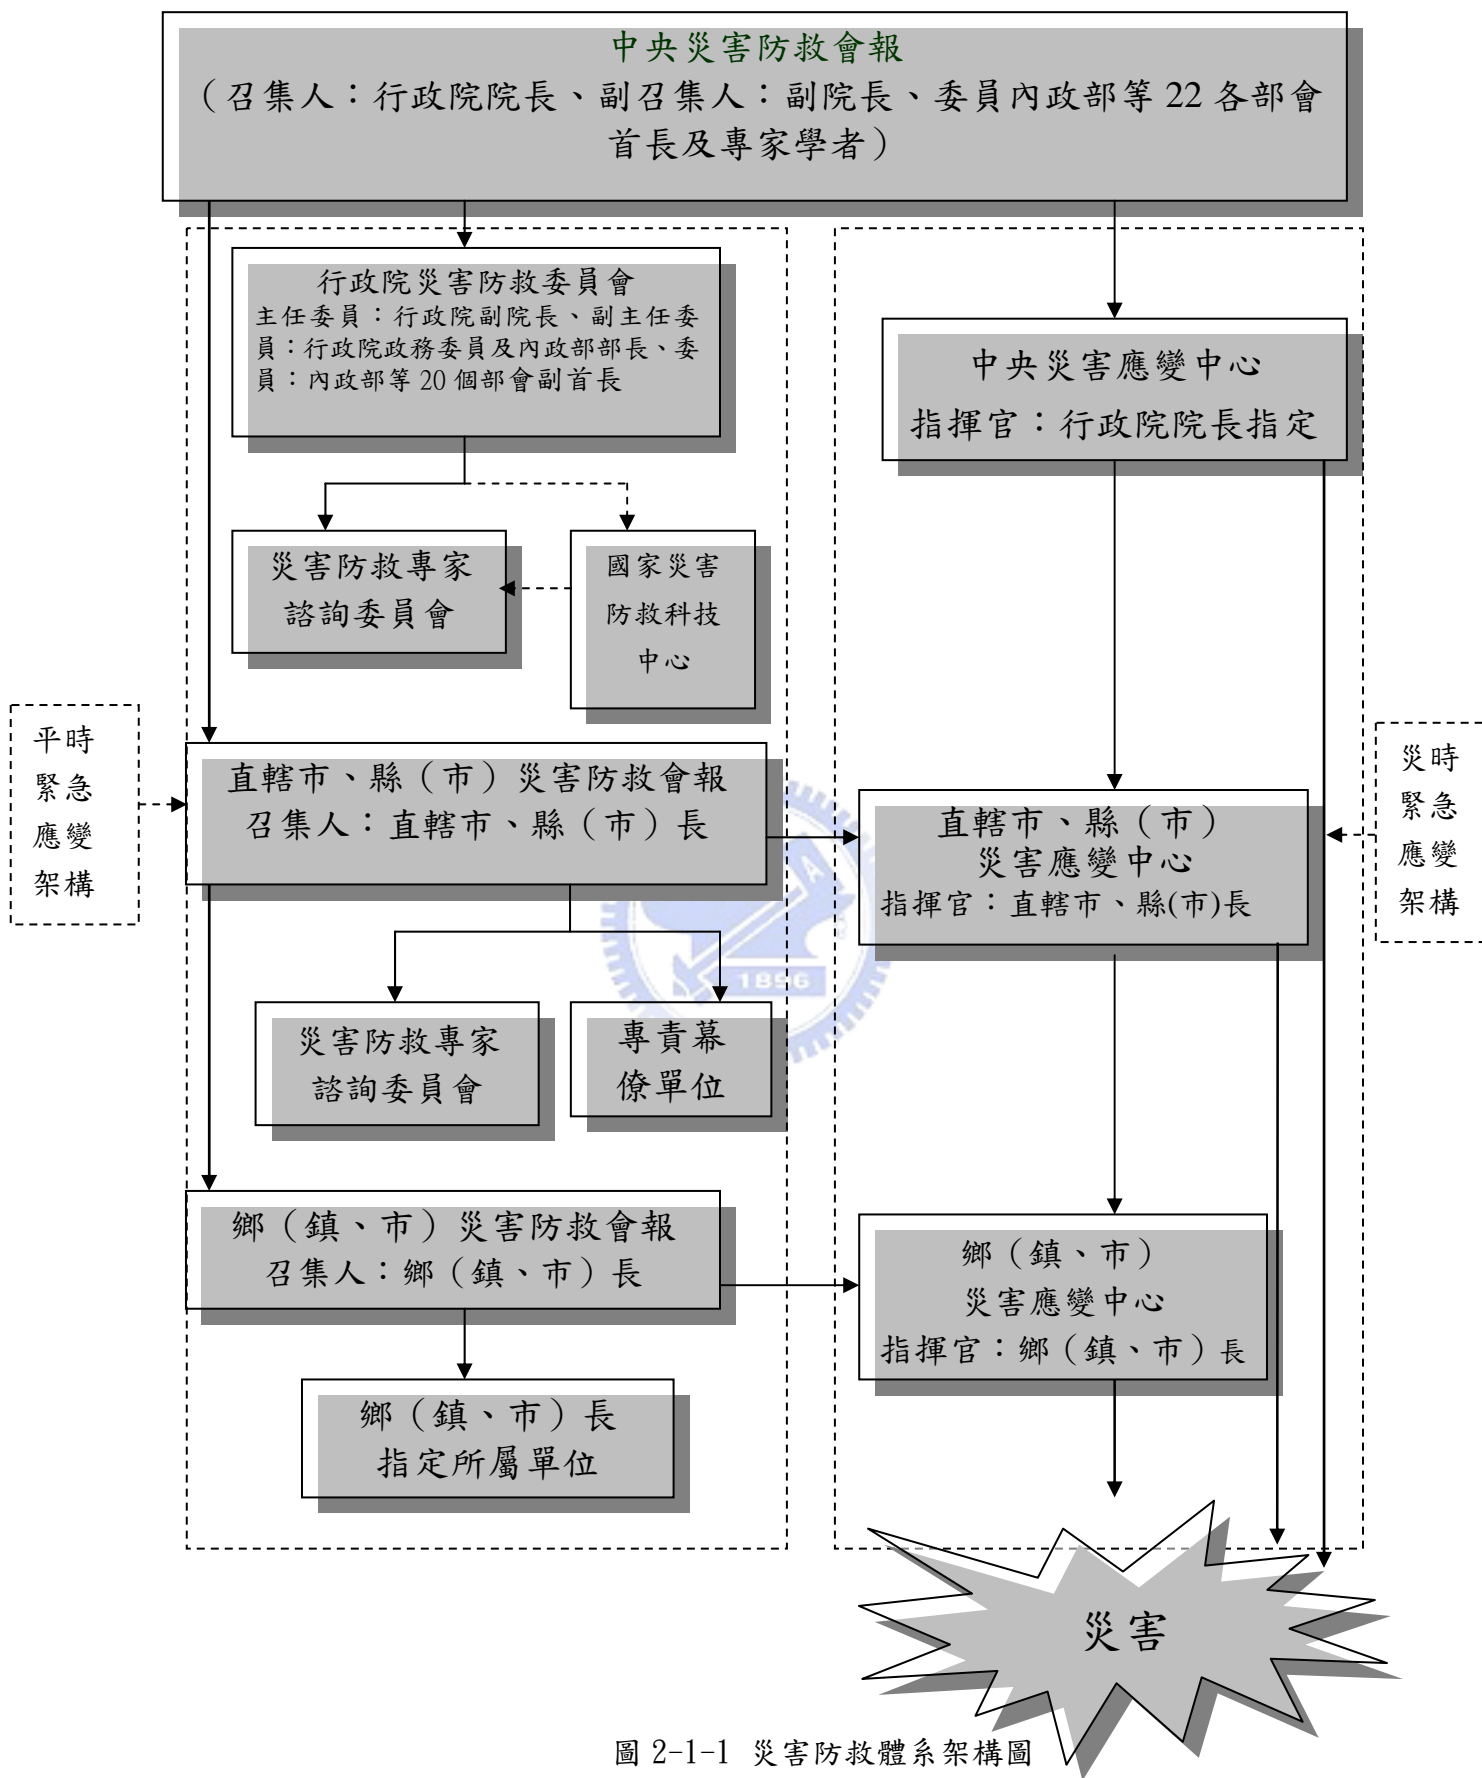 中央災害防救會報
（召集人：行政院院長、副召集人：副院長、委員內政部等 22 各部會
首長及專家學者）
行政院災害防救委員會
主任委員：行政院副院長、副主任委
員：行政院政務委員及內政部部長、委
員：內政部等 20 個部會副首長
中央災害應變中心
指揮官：行政院院長指定
災害防救專家
諮詢委員會
國家災害
防救科技
中心
平時
緊急
應變
架構
直轄市、縣（市）災害防救會報
召集人：直轄市、縣（市）長
直轄市、縣（市）
災害應變中心
指揮官：直轄市、縣(市)長
災時
緊急
應變
架構
1896
災害防救專家
諮詢委員會
專責幕
僚單位
鄉（鎮、市）災害防救會報
召集人：鄉（鎮、市）長
鄉（鎮、市）
災害應變中心
指揮官：鄉（鎮、市）長
鄉（鎮、市）長
指定所屬單位
災害
圖 2-1-1 災害防救體系架構圖